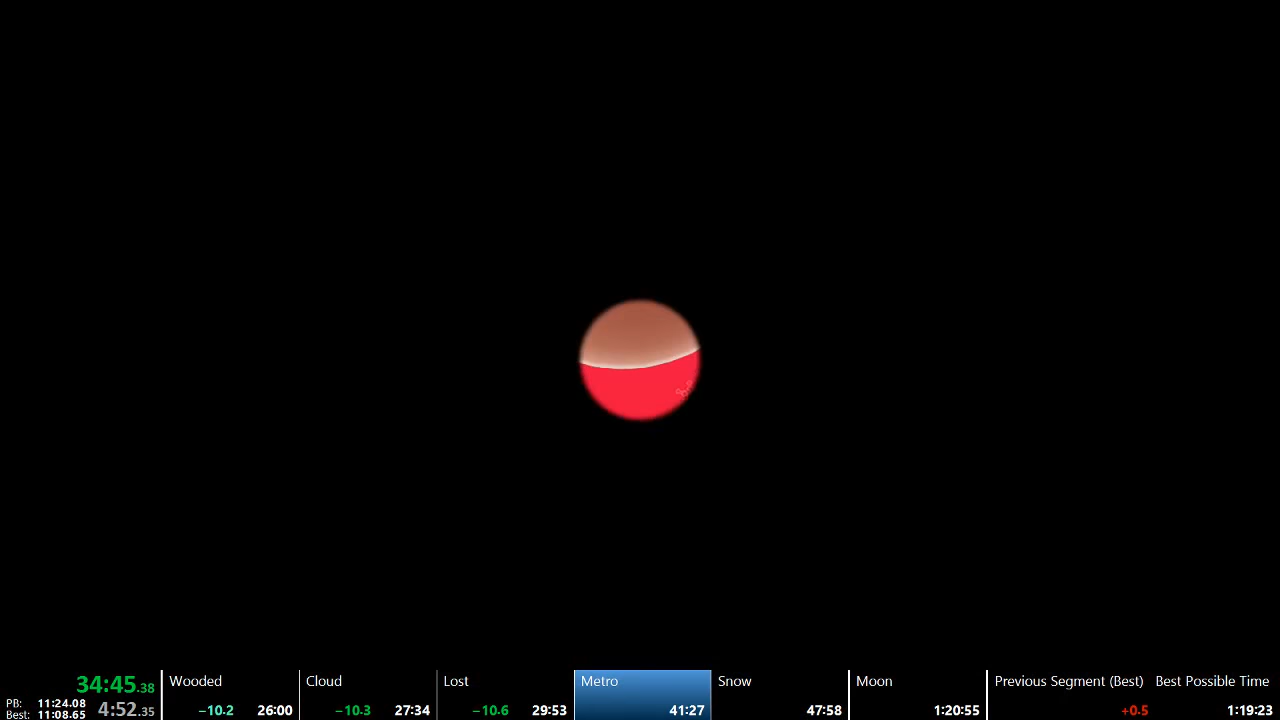 34:45.38
PB: 11:24.08
Best: 11:08.65
4:52.35
Wooded
−10.2 26:00
Cloud
−10.3 27:34
Lost
−10.6 29:53
Metro
41:27
Snow
47:58
Moon
1:20:55
Previous Segment (Best)
+0.5
Best Possible Time
1:19:23